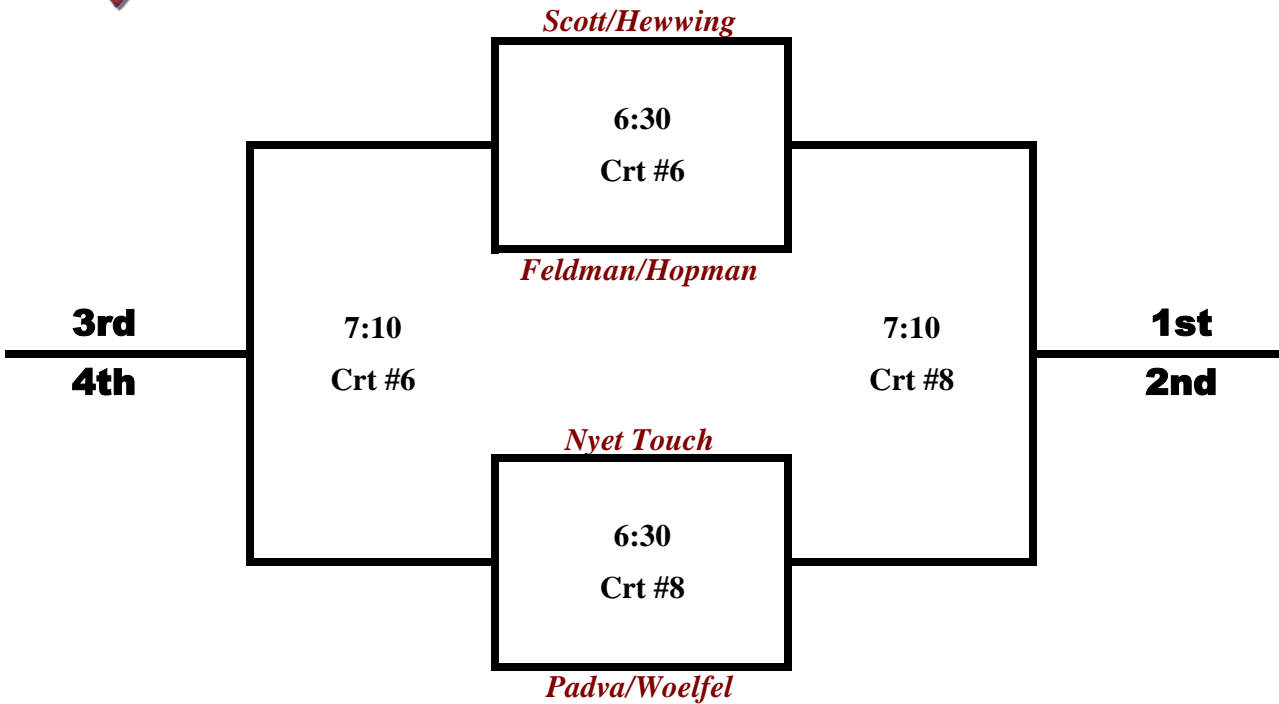 Scott/Hewwing
6:30
Crt #6
Feldman/Hopman
3rd
4th
7:10
Crt #6
7:10
Crt #8
1st
2nd
Nyet Touch
6:30
Crt #8
Padva/Woelfel